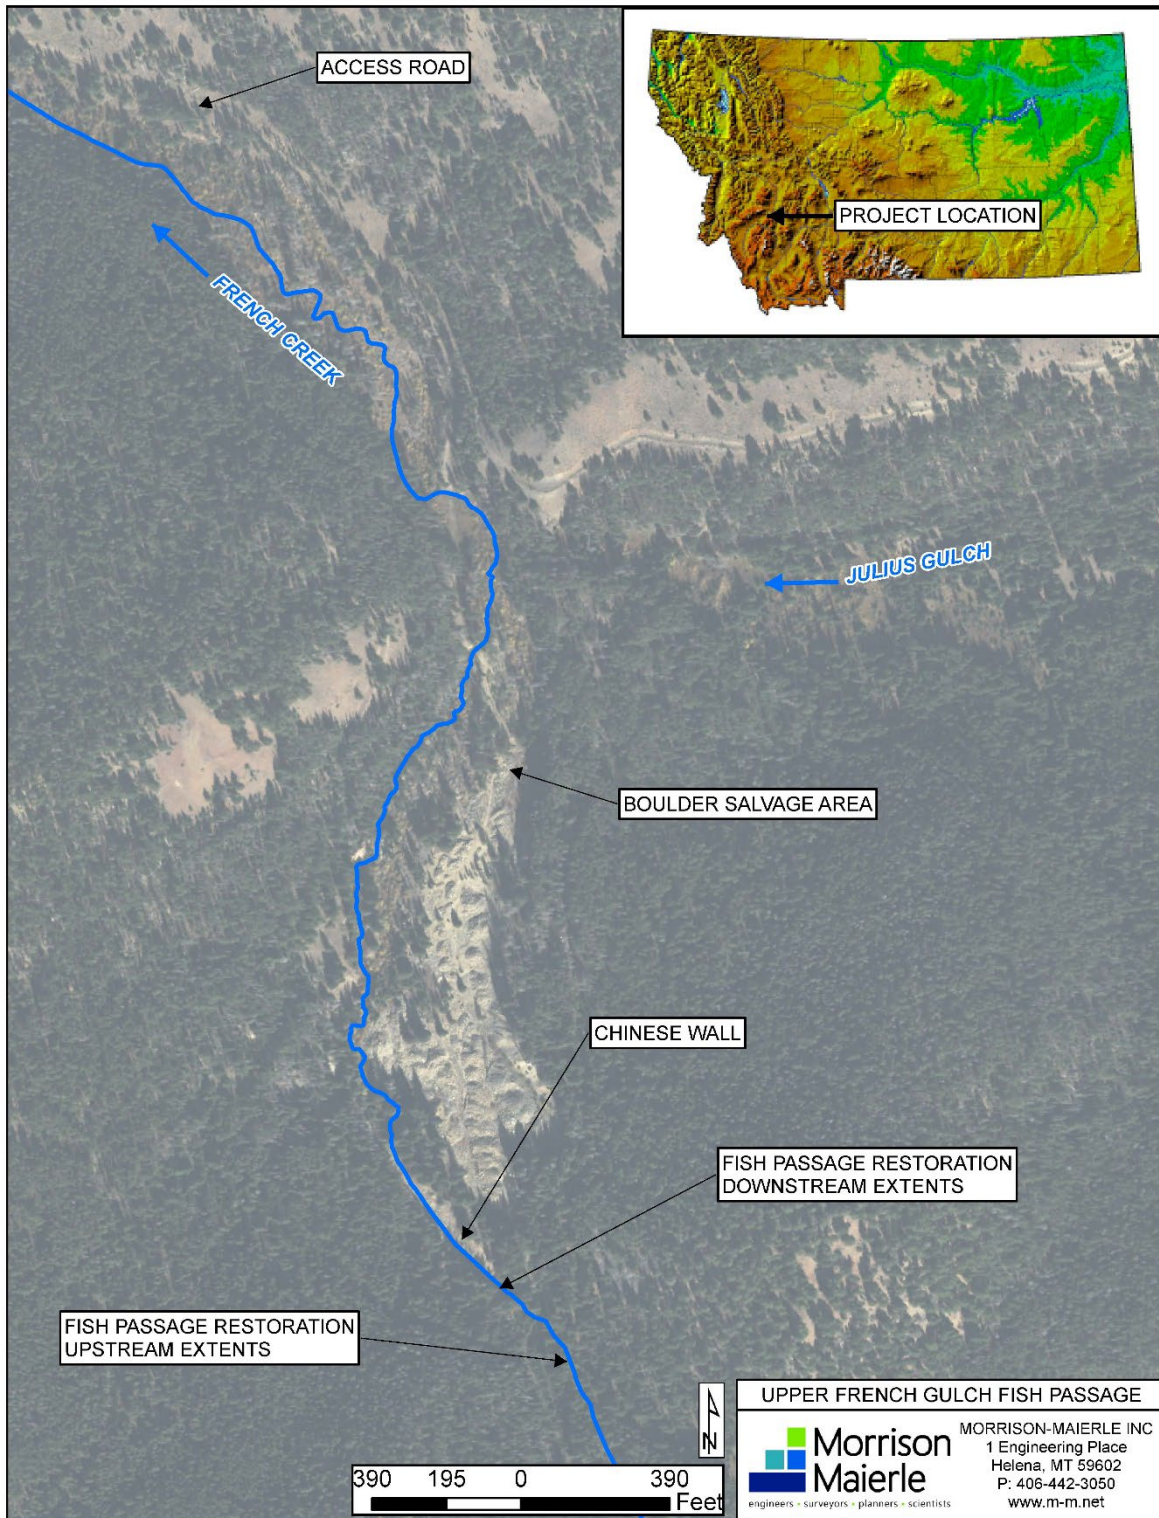 ACCESS ROAD
PROJECT LOCATION
FRENCH CREEK
JULIUS GULCH
BOULDER SALVAGE AREA
CHINESE WALL
FISH PASSAGE RESTORATION
DOWNSTREAM EXTENTS
FISH PASSAGE RESTORATION
UPSTREAM EXTENTS
N
390 195 0 390
Feet
UPPER FRENCH GULCH FISH PASSAGE
Morrison
Maierle
engineers • surveyors • planners • scientists
MORRISON-MAIERLE INC
1 Engineering Place
Helena, MT 59602
P: 406-442-3050
www.m-m.net